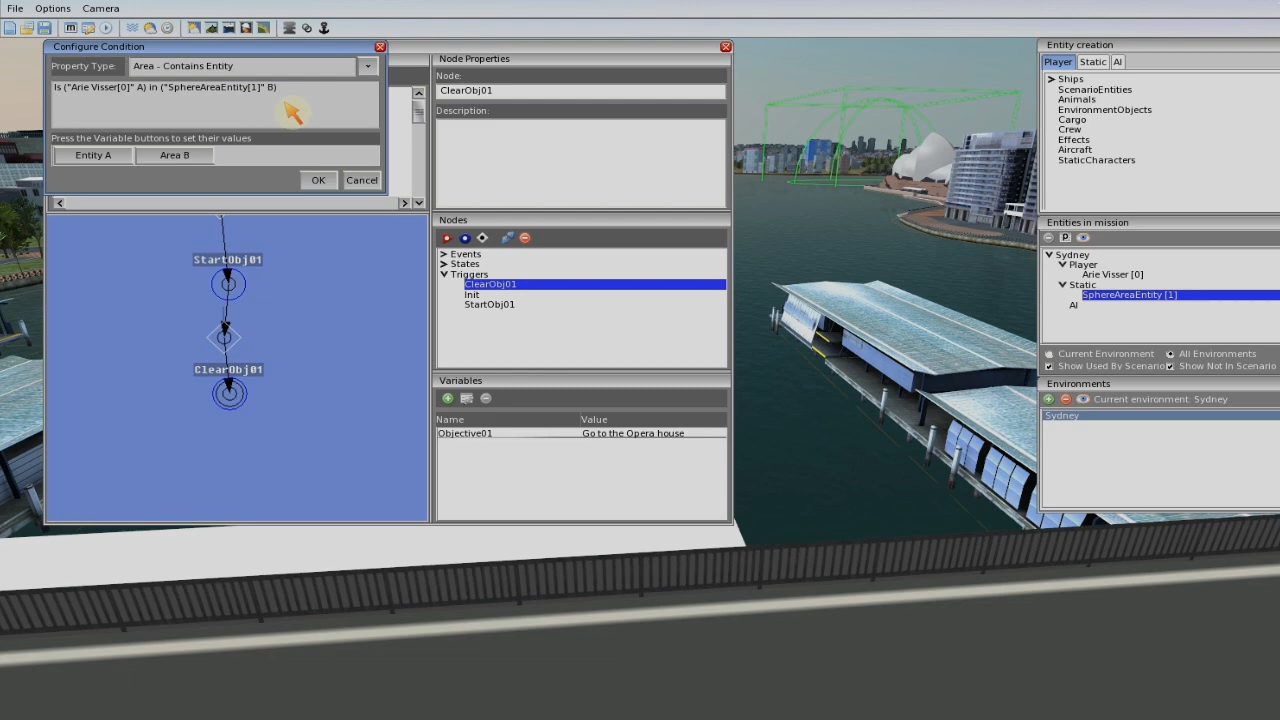 File Options Camera
Configure Condition
Property Type: Area - Contains Entity
Is ("Arie Visser[0]" A) in ("SphereAreaEntity[1]" B)
Press the Variable buttons to set their values
Entity A Area B
OK Cancel
StartObj01
ClearObj01
Node Properties
Node:
ClearObj01
Description:
Nodes
Events
States
Triggers
ClearObj01
Init
StartObj01
Variables
Name Value
Objective01 Go to the Opera house
Entity creation
Player Static AI
Ships
ScenarioEntities
Animals
EnvironmentObjects
Cargo
Crew
Effects
Aircraft
StaticCharacters
Entities in mission
P
Sydney
Player
Arie Visser [0]
Static
SphereAreaEntity [1]
AI
Current Environment All Environments
Show Used By Scenario Show Not In Scenario
Environments
Current environment: Sydney
Sydney